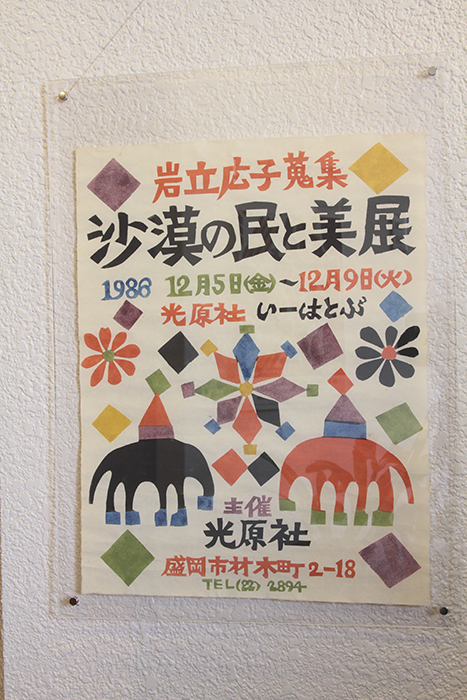 岩立広子蒐集
沙漠の民と美展
1986 12月5日(金)～12月9日(火)
光原社 いーはとぶ
主催
光原社
盛岡市材木町2-18
TEL(22)2894